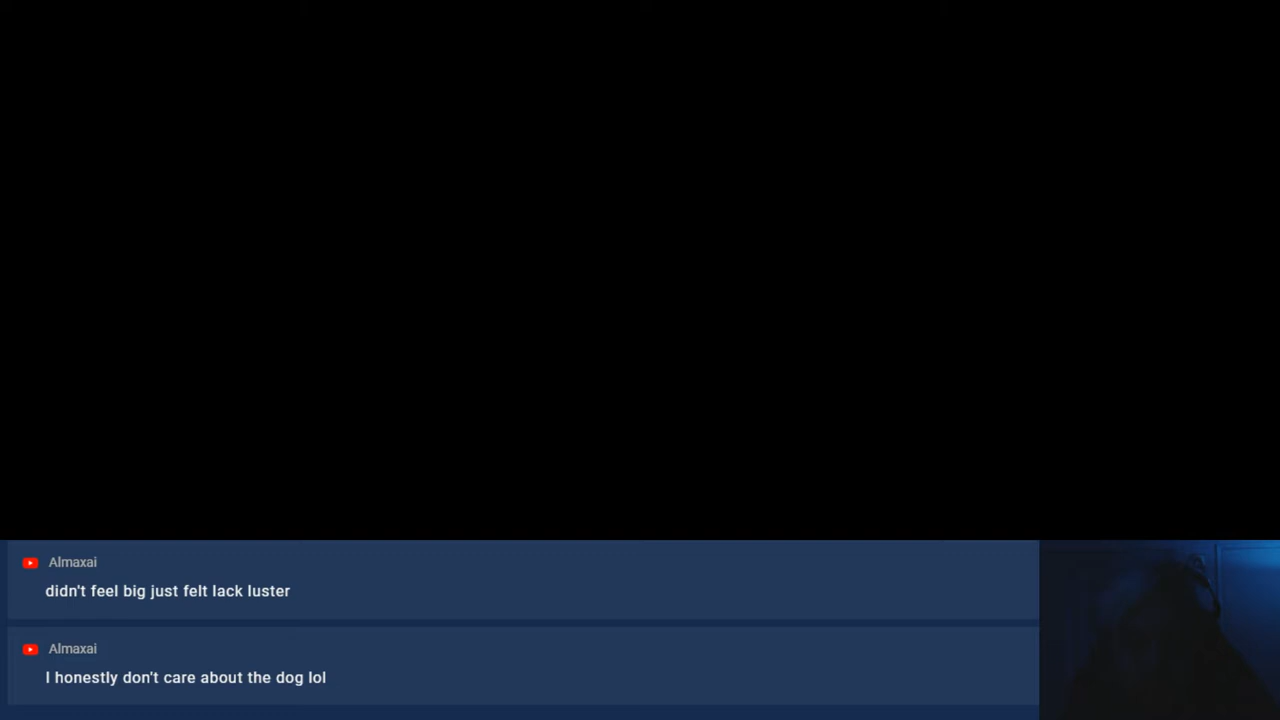 Almaxai
didn't feel big just felt lack luster
Almaxai
I honestly don't care about the dog lol